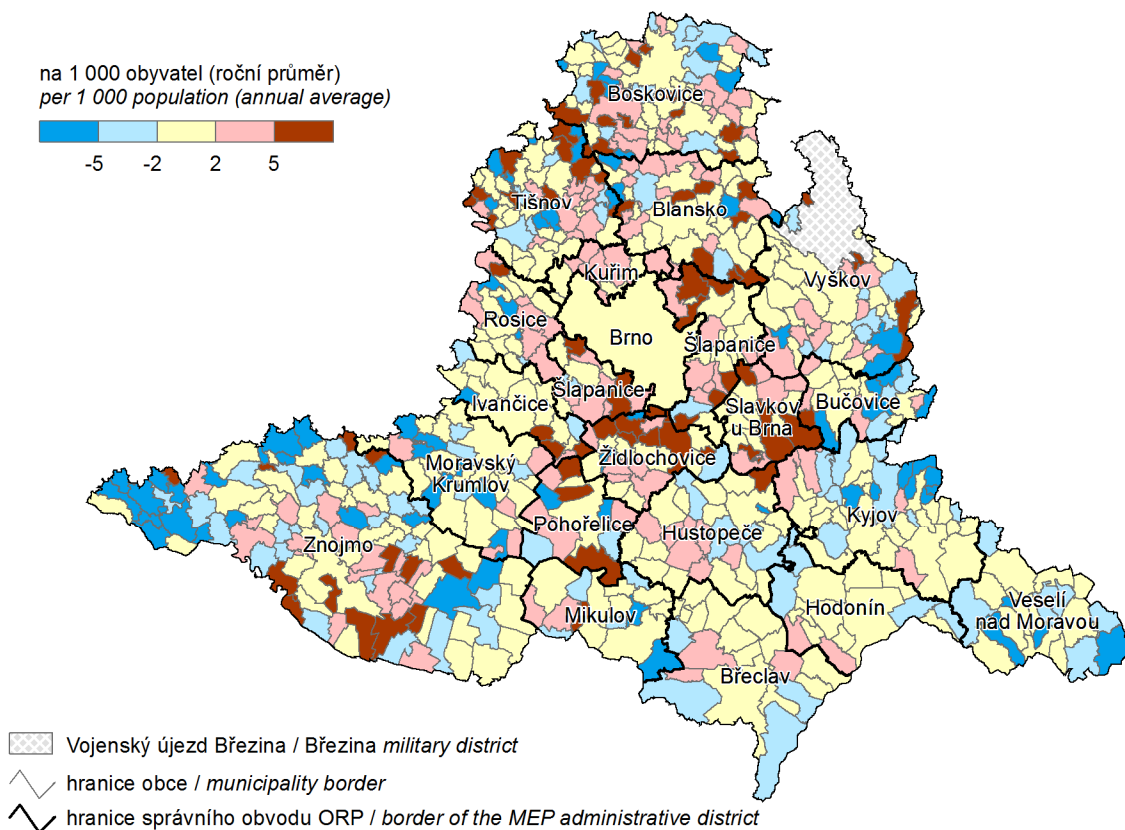 na 1 000 obyvatel (roční průměr)
per 1 000 population (annual average)
-5 -2 2 5
Boskovice
Tišnov
Blansko
Kuřim
Vyškov
Rosice
Brno
Šlapanice
Šlapanice
Ivančice
Slavkov
u Brna
Bučovice
Moravský
Krumlov
Židlochovice
Pohořelice
Hustopeče
Kyjov
Znojmo
Mikulov
Hodonín
Veselí
nad Moravou
Břeclav
Vojenský újezd Březina / Březina military district
hranice obce / municipality border
hranice správního obvodu ORP / border of the MEP administrative district